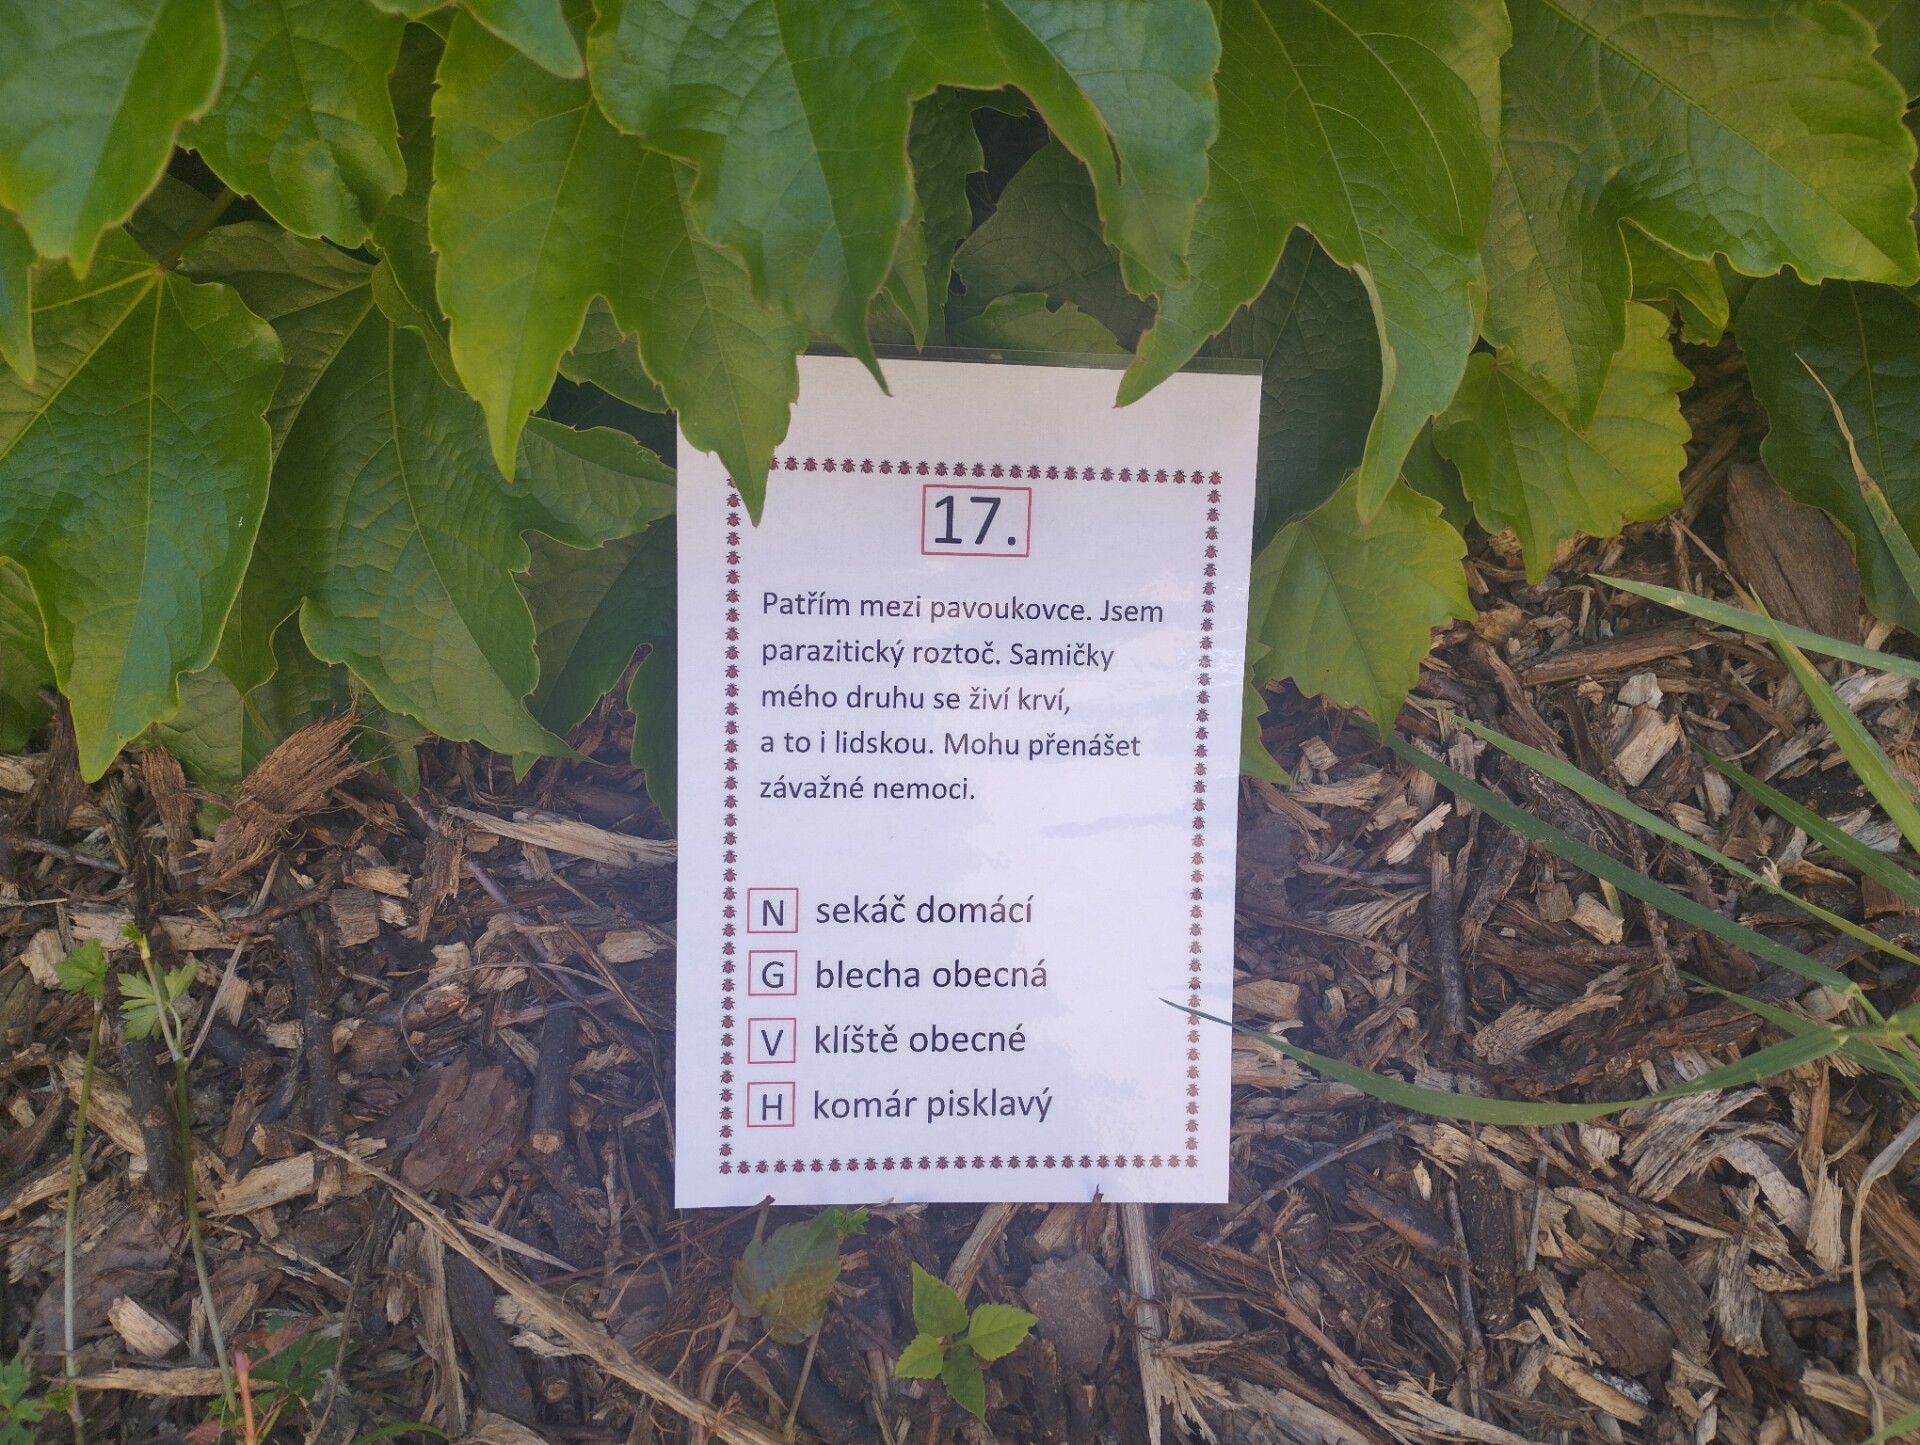 17.
Patřím mezi pavoukovce. Jsem
parazitický roztoč. Samičky
mého druhu se živí krví,
a to i lidskou. Mohu přenášet
závažné nemoci.
N sekáč domácí
G blecha obecná
V klíště obecné
H komár pisklavý